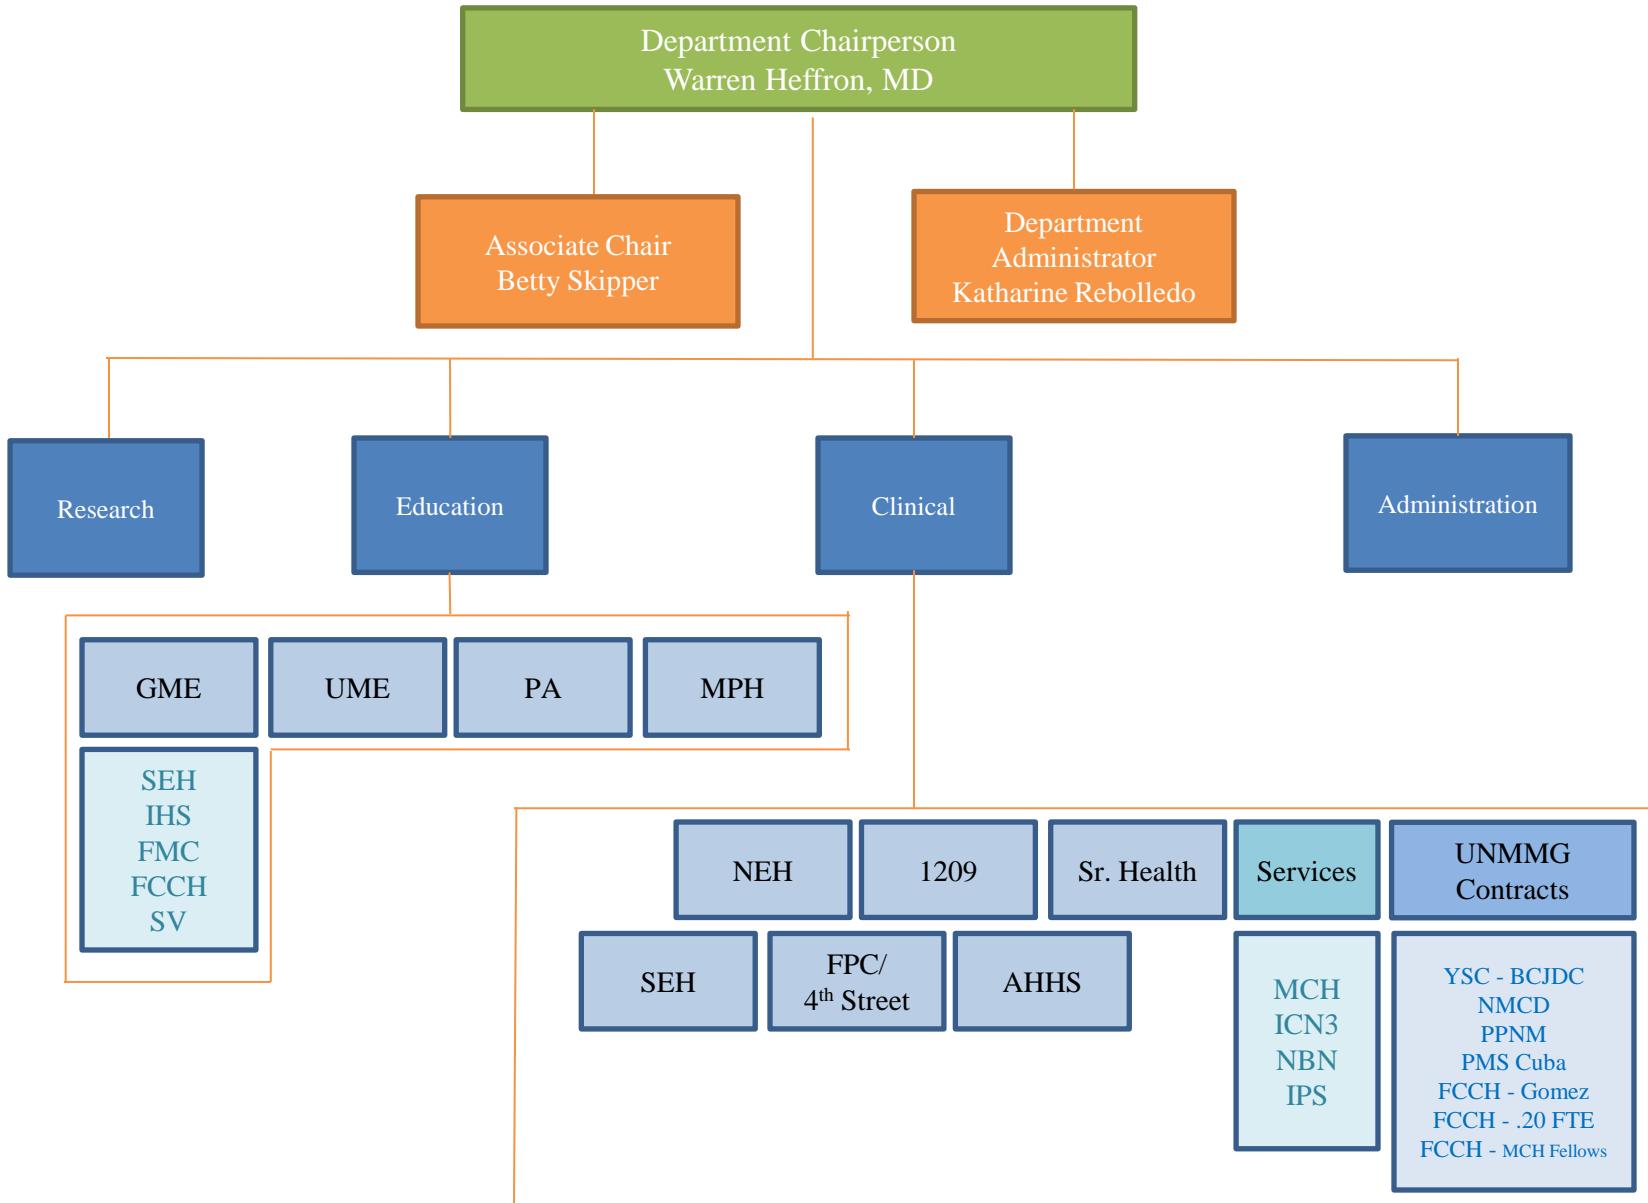 Department Chairperson
Warren Heffron, MD
Associate Chair
Betty Skipper
Department
Administrator
Katharine Rebolledo
Research
Education
Clinical
Administration
GME
UME
PA
MPH
SEH
IHS
FMC
FCCH
SV
NEH
1209
Sr. Health
Services
UNMMG
Contracts
SEH
FPC/
4th Street
AHHS
MCH
ICN3
NBN
IPS
YSC - BCJDC
NMCD
PPNM
PMS Cuba
FCCH - Gomez
FCCH - .20 FTE
FCCH - MCH Fellows